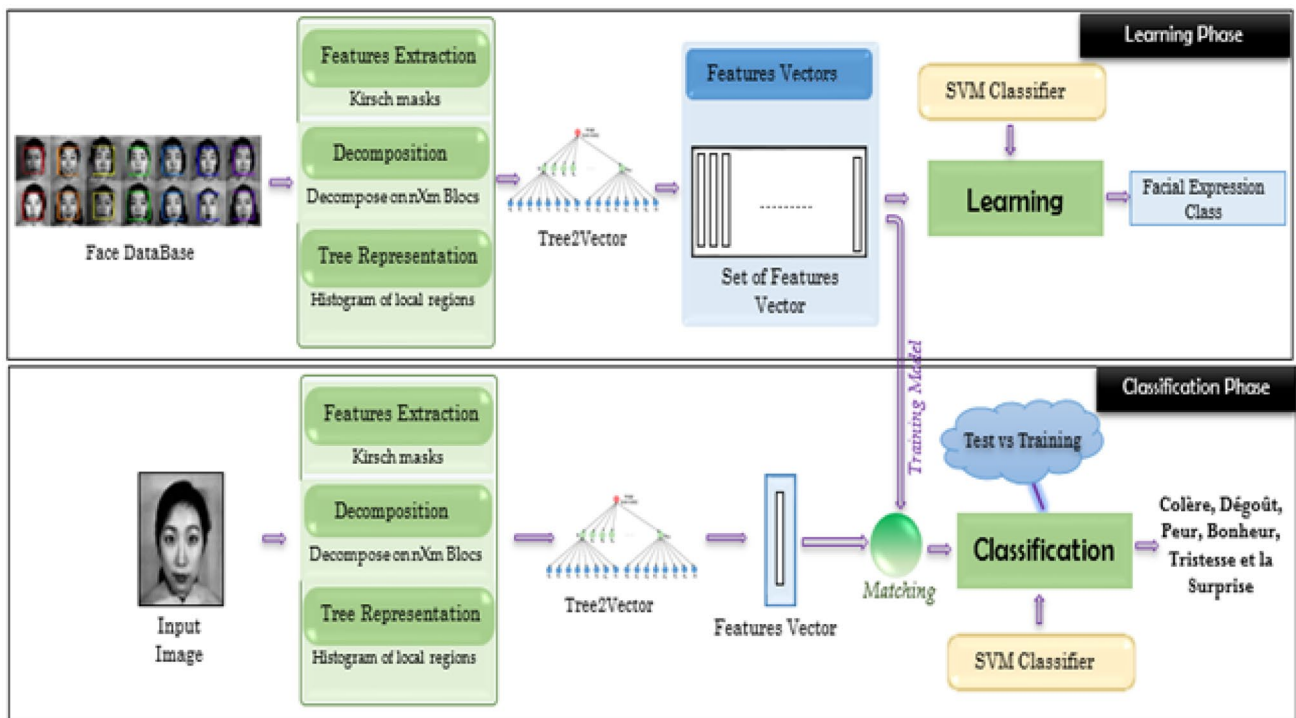 Learning Phase
Features Extraction
Kirsch masks
Decomposition
Decompose on nXm Blocs
Tree Representation
Histogram of local regions
Face DataBase
Tree2Vector
Features Vectors
..........
Set of Features
Vector
SVM Classifier
Learning
Facial Expression
Class
Training Model
Classification Phase
Features Extraction
Kirsch masks
Decomposition
Decompose on nXm Blocs
Tree Representation
Histogram of local regions
Input
Image
Tree2Vector
Features Vector
Matching
Test vs Training
Classification
SVM Classifier
Colère, Dégoût,
Peur, Bonheur,
Tristesse et la
Surprise